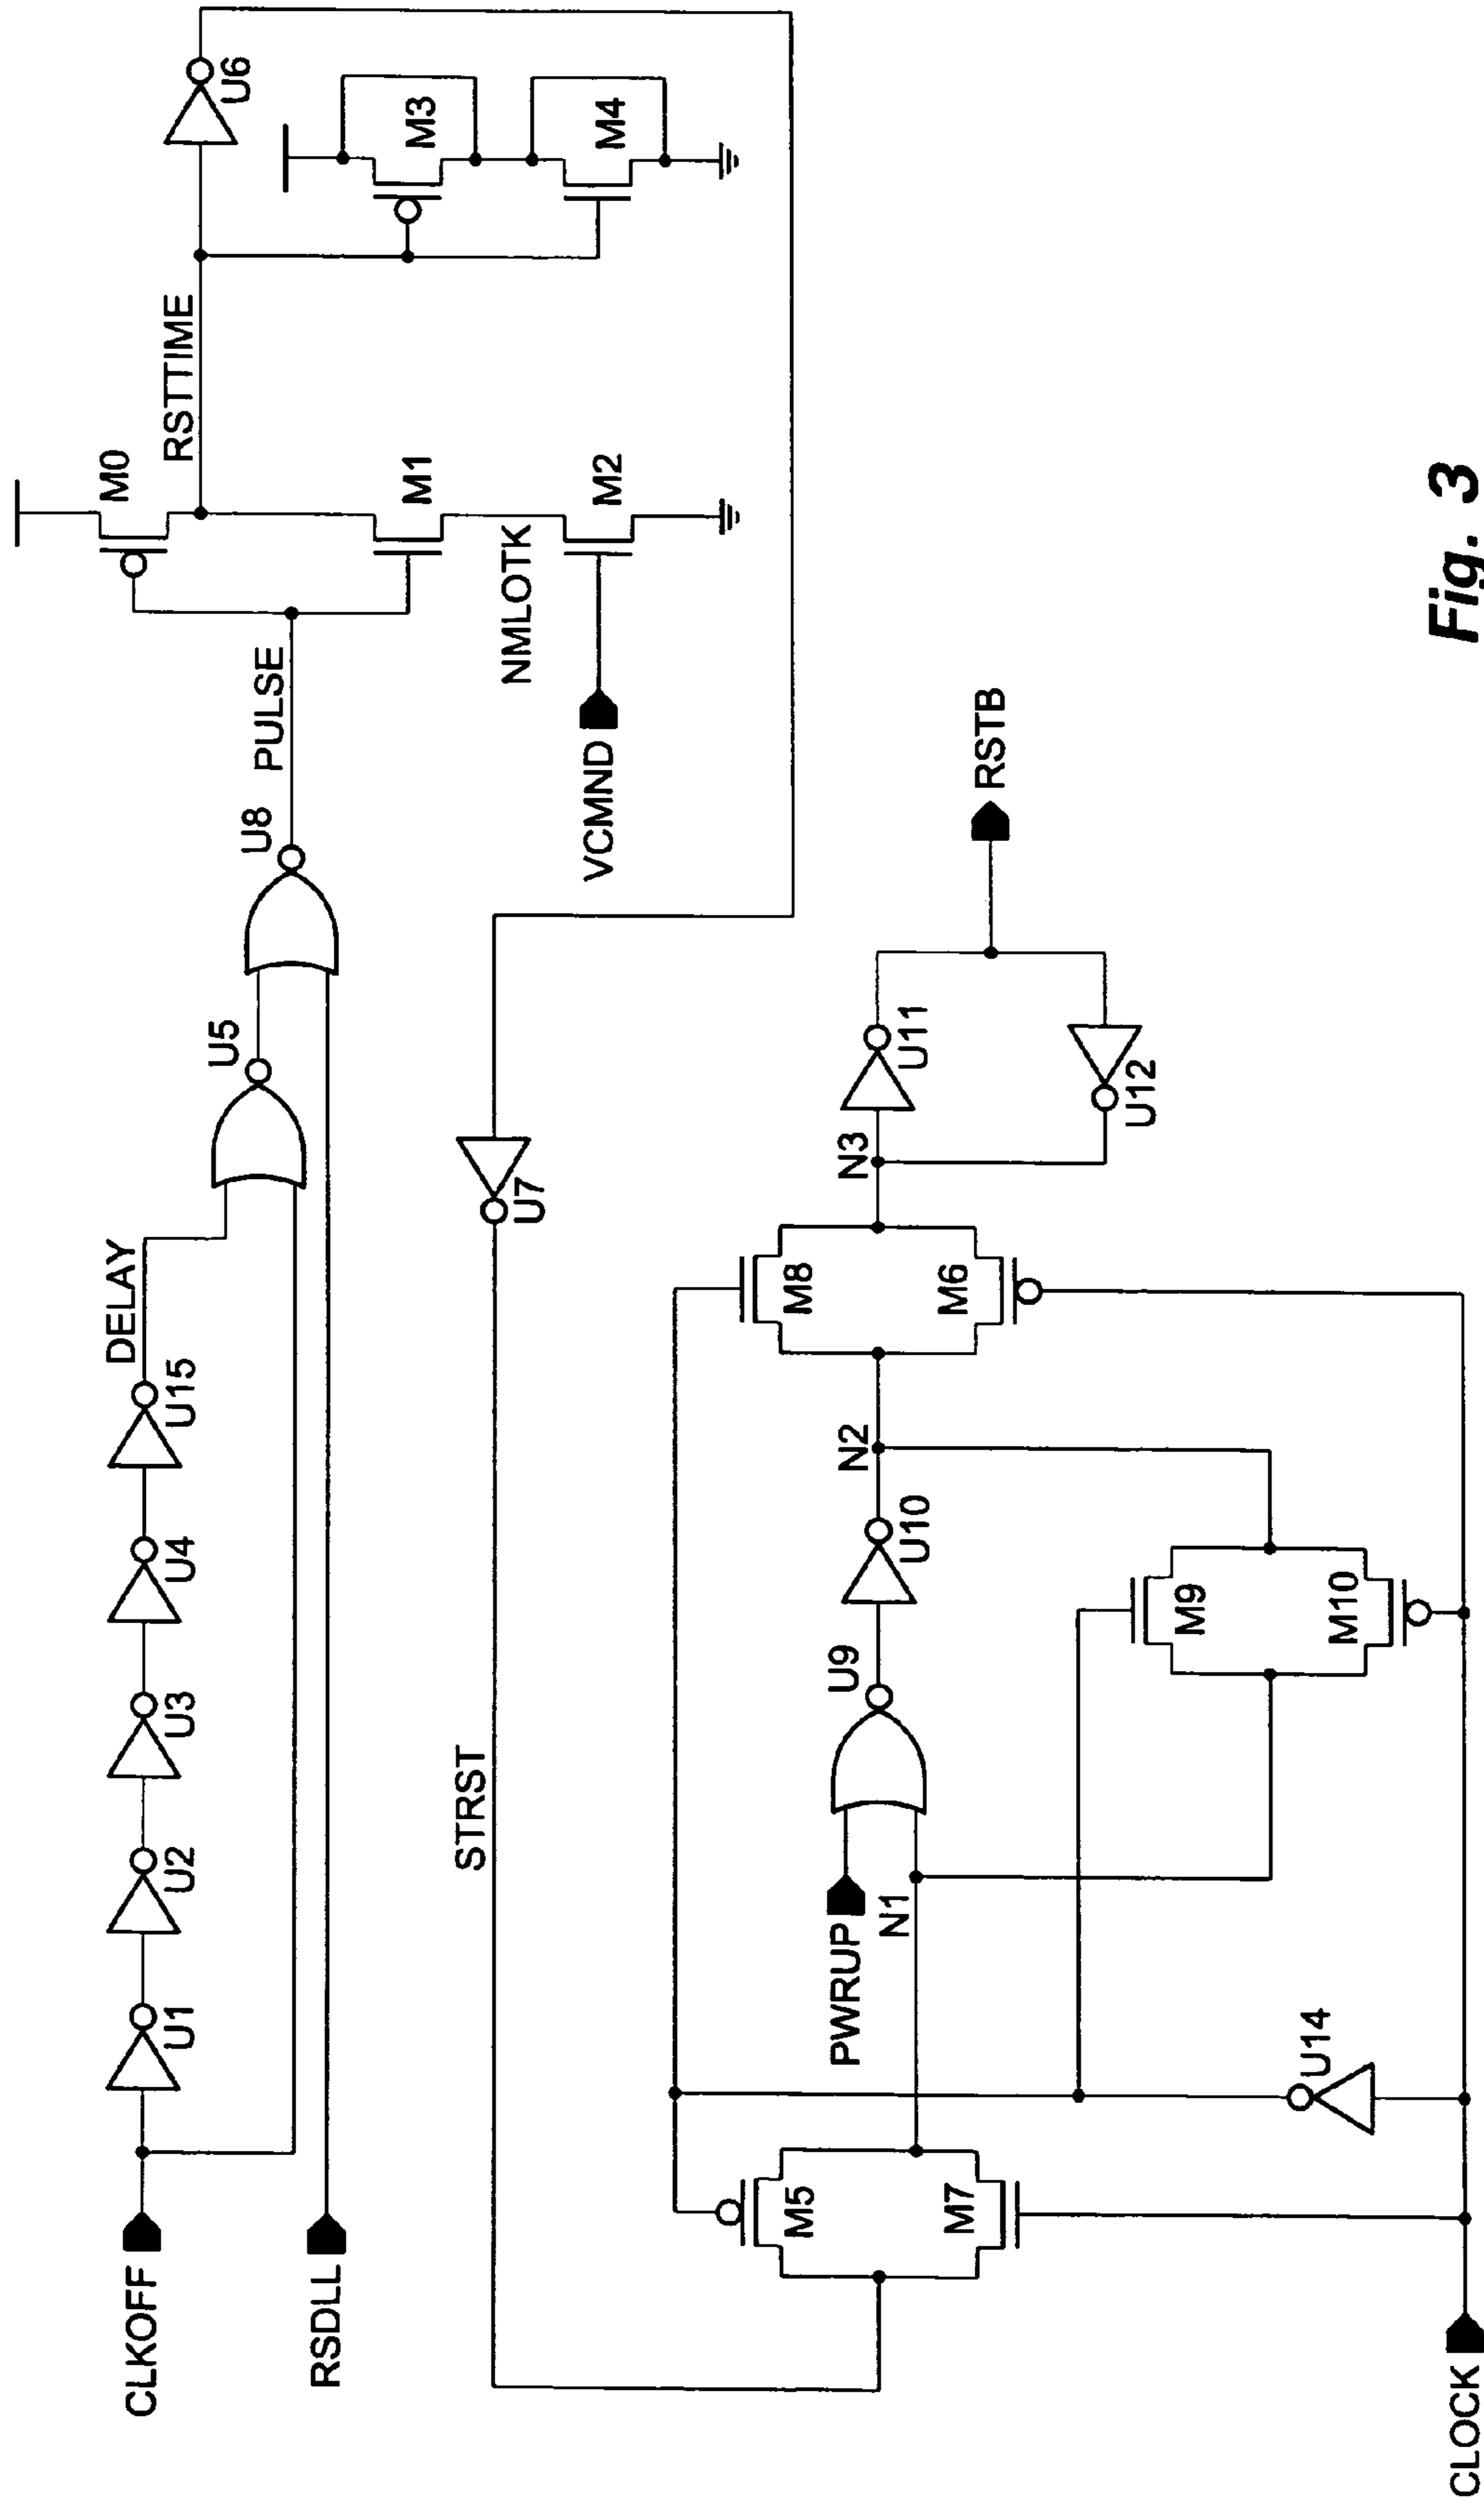 CLKOFF
U1
U2
U3
U4
U15
DELAY
U5
U8
PULSE
M0
RSTTIME
U6
RSDLL
M1
M3
NMLOTK
M2
M4
VCMND
STRST
U7
M5
M7
N1
PWRUP
U9
U10
N2
M8
M6
N3
U11
U12
RSTB
M9
M10
U14
CLOCK
Fig. 3